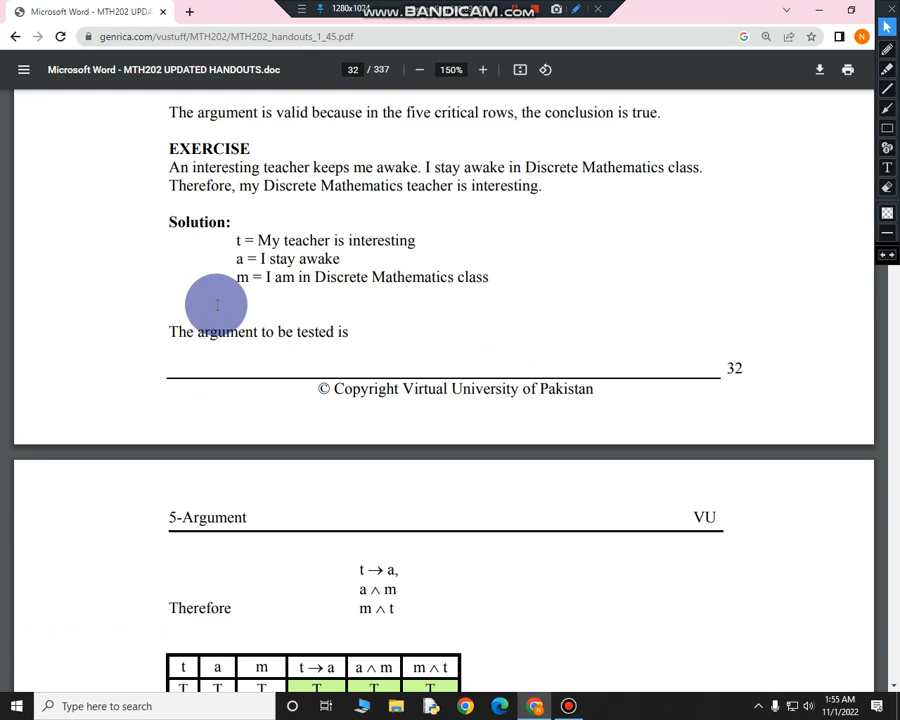 Microsoft Word - MTH202 UPDA
1280x1024
www.BANDICAM.com
genrica.com/vustuff/MTH202/MTH202_handouts_1_45.pdf
N
Microsoft Word - MTH202 UPDATED HANDOUTS.doc
32 / 337
150%
The argument is valid because in the five critical rows, the conclusion is true.
EXERCISE
An interesting teacher keeps me awake. I stay awake in Discrete Mathematics class.
Therefore, my Discrete Mathematics teacher is interesting.
Solution:
t = My teacher is interesting
a = I stay awake
m = I am in Discrete Mathematics class
The argument to be tested is
32
© Copyright Virtual University of Pakistan
5-Argument VU
t → a,
a ∧ m
Therefore m ∧ t
t a m t → a a ∧ m m ∧ t
T T T T T T
Type here to search
1:55 AM
11/1/2022